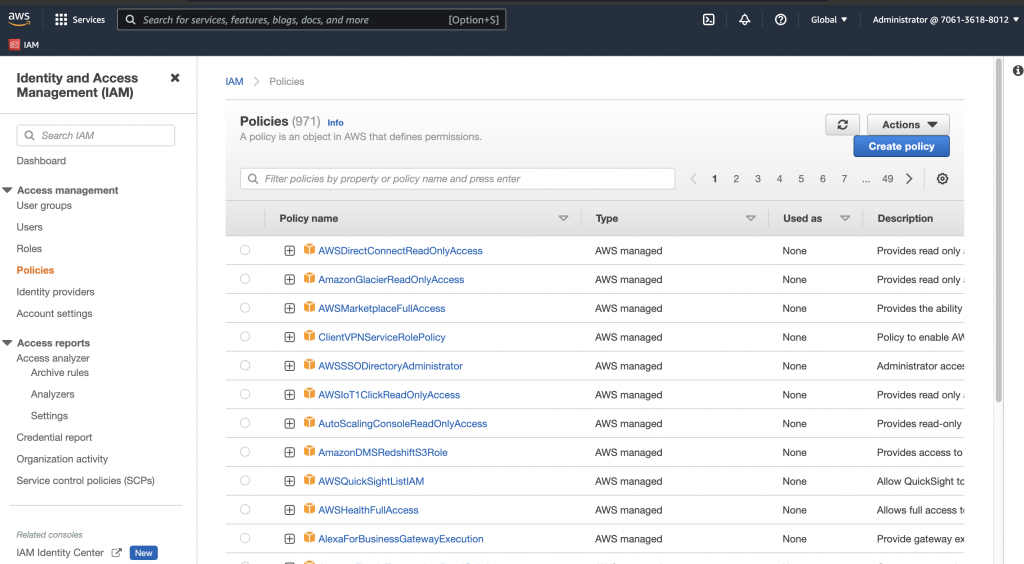 aws
Services
Search for services, features, blogs, docs, and more
[Option+S]
Global
Administrator @ 7061-3618-8012
IAM
Identity and Access Management (IAM)
Search IAM
Dashboard
Access management
User groups
Users
Roles
Policies
Identity providers
Account settings
Access reports
Access analyzer
Archive rules
Analyzers
Settings
Credential report
Organization activity
Service control policies (SCPs)
Related consoles
IAM Identity Center New
IAM > Policies
Policies (971) Info
A policy is an object in AWS that defines permissions.
Actions
Create policy
Filter policies by property or policy name and press enter
1 2 3 4 5 6 7 ... 49
Policy name Type Used as Description
AWSDirectConnectReadOnlyAccess AWS managed None Provides read only
AmazonGlacierReadOnlyAccess AWS managed None Provides read only
AWSMarketplaceFullAccess AWS managed None Provides the ability
ClientVPNServiceRolePolicy AWS managed None Policy to enable AW
AWSSSODirectoryAdministrator AWS managed None Administrator acces
AWSIoT1ClickReadOnlyAccess AWS managed None Provides read only
AutoScalingConsoleReadOnlyAccess AWS managed None Provides read-only
AmazonDMSRedshiftS3Role AWS managed None Provides access to
AWSQuickSightListIAM AWS managed None Allow QuickSight to
AWSHealthFullAccess AWS managed None Allows full access t
AlexaForBusinessGatewayExecution AWS managed None Provide gateway ex